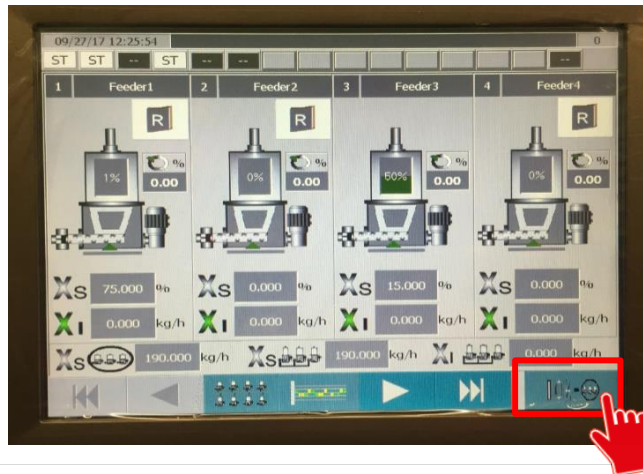 09/27/17 12:25:54 0
ST ST -- ST -- -- --
1 Feeder1 2 Feeder2 3 Feeder3 4 Feeder4
R R R
% % % %
1% 0.00 0% 0.00 60% 0.00 0% 0.00
XS 75.000 % XS 0.000 % XS 15.000 % XS 0.000 %
XI 0.000 kg/h XI 0.000 kg/h XI 0.000 kg/h XI 0.000 kg/h
XS 190.000 kg/h XS 190.000 kg/h XI 0.000 kg/h